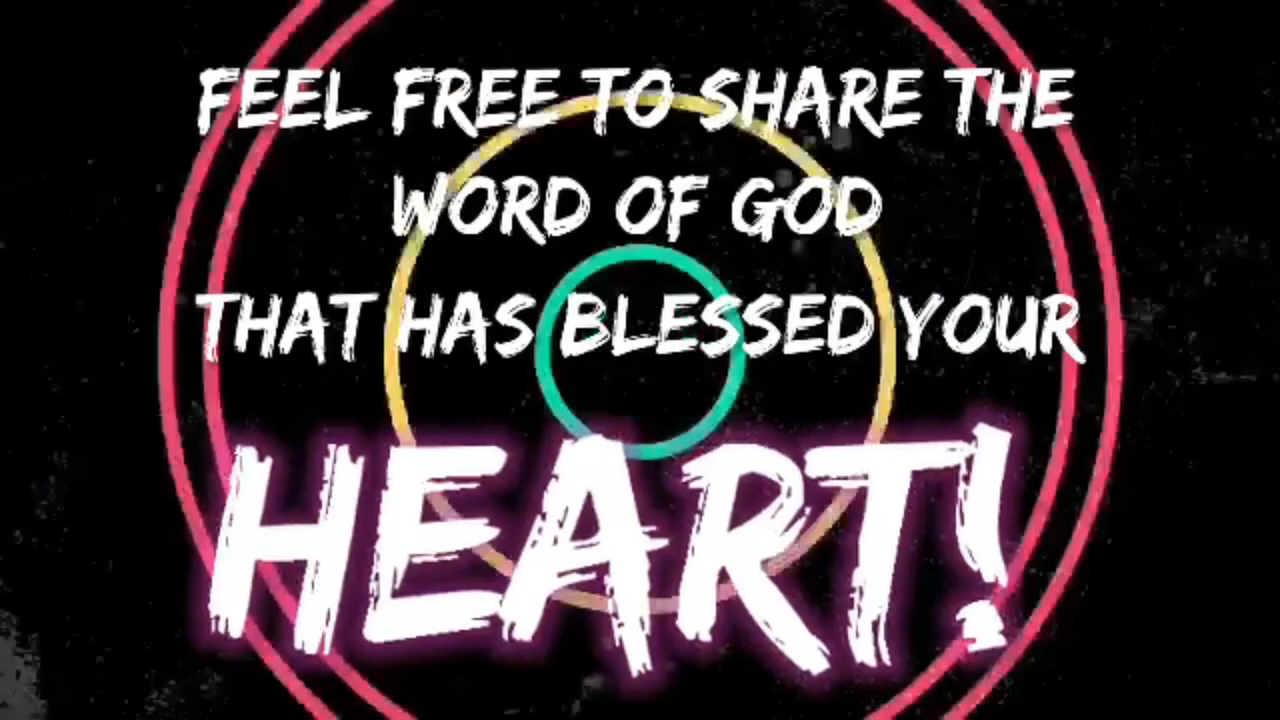 FEEL FREE TO SHARE THE
WORD OF GOD
THAT HAS BLESSED YOUR
HEART!